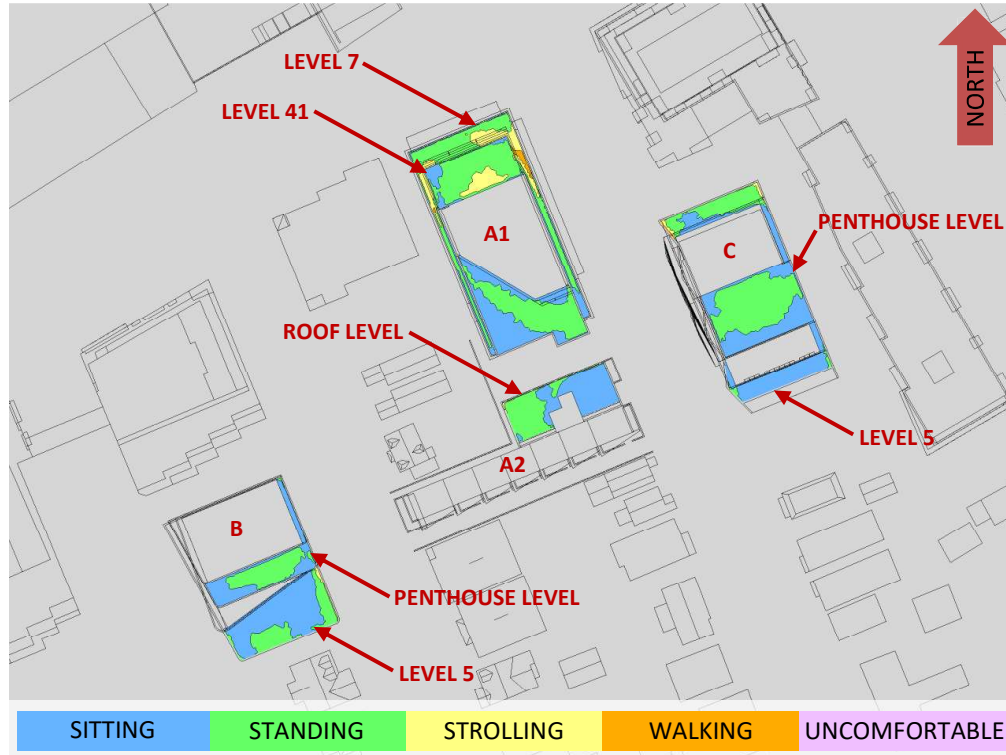 LEVEL 7
NORTH
LEVEL 41
PENTHOUSE LEVEL
A1
C
ROOF LEVEL
LEVEL 5
A2
B
PENTHOUSE LEVEL
LEVEL 5
SITTING STANDING STROLLING WALKING UNCOMFORTABLE